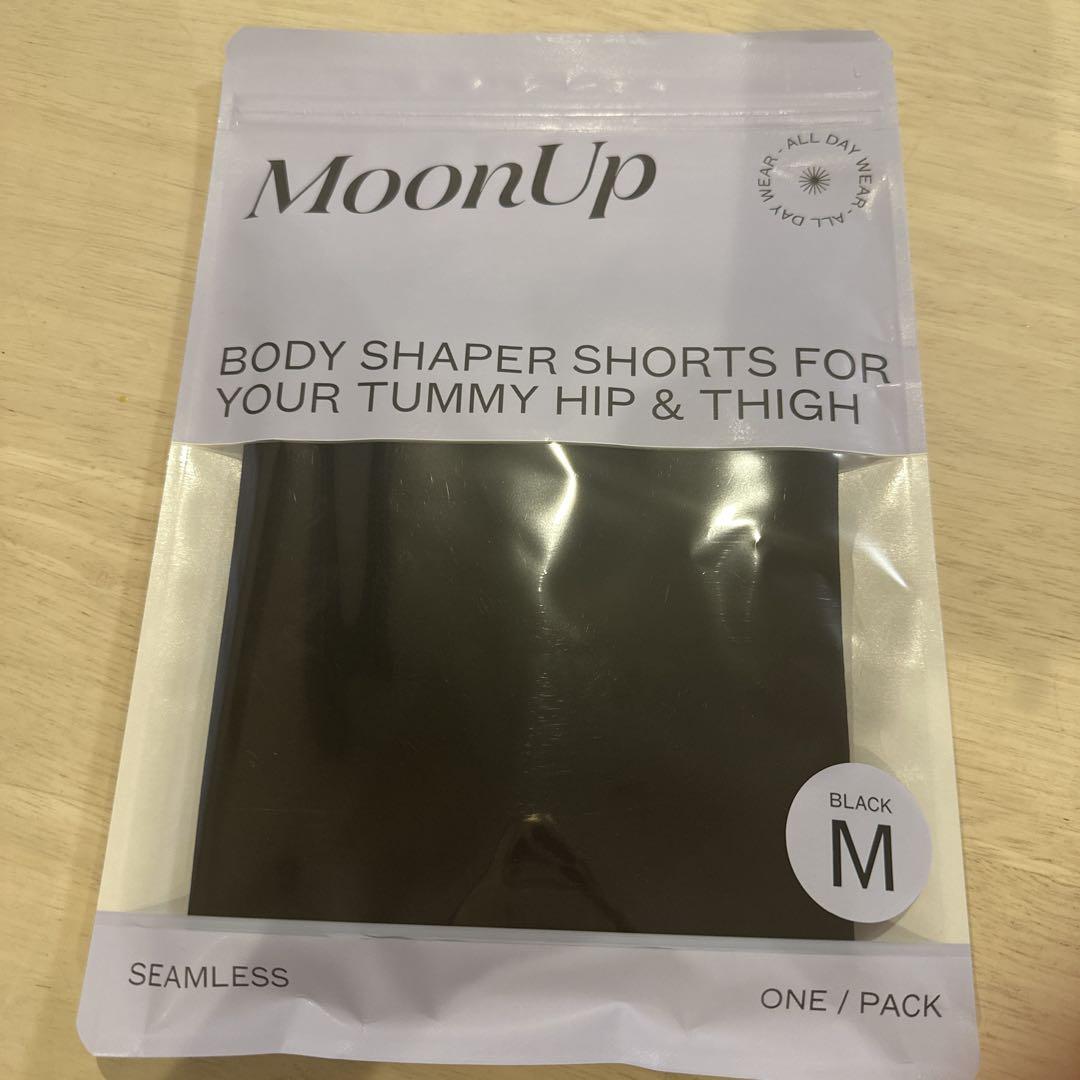 MoonUp
ALL DAY WEAR - ALL DAY WEAR -
BODY SHAPER SHORTS FOR
YOUR TUMMY HIP & THIGH
BLACK
M
SEAMLESS
ONE / PACK